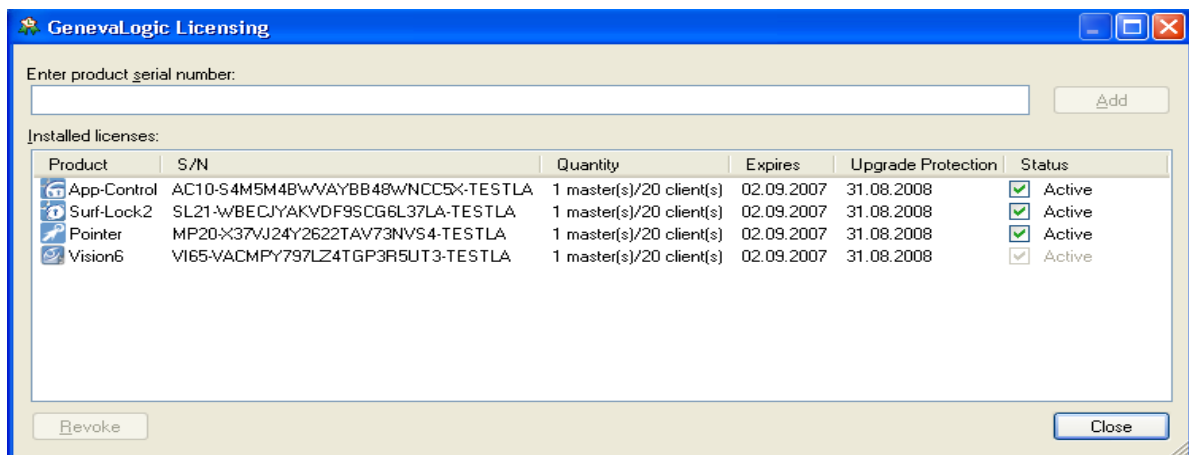 GenevaLogic Licensing
Enter product serial number:
Add
Installed licenses:
Product S/N Quantity Expires Upgrade Protection Status
App-Control AC10-S4M5M4BWVAYBB48WNCC5X-TESTLA 1 master(s)/20 client(s) 02.09.2007 31.08.2008 Active
Surf-Lock2 SL21-WBECJYAKVDF9SCG6L37LA-TESTLA 1 master(s)/20 client(s) 02.09.2007 31.08.2008 Active
Pointer MP20-X37VJ24Y2622TAV73NVS4-TESTLA 1 master(s)/20 client(s) 02.09.2007 31.08.2008 Active
Vision6 VI65-VACMPY797LZ4TGP3R5UT3-TESTLA 1 master(s)/20 client(s) 02.09.2007 31.08.2008 Active
Revoke Close